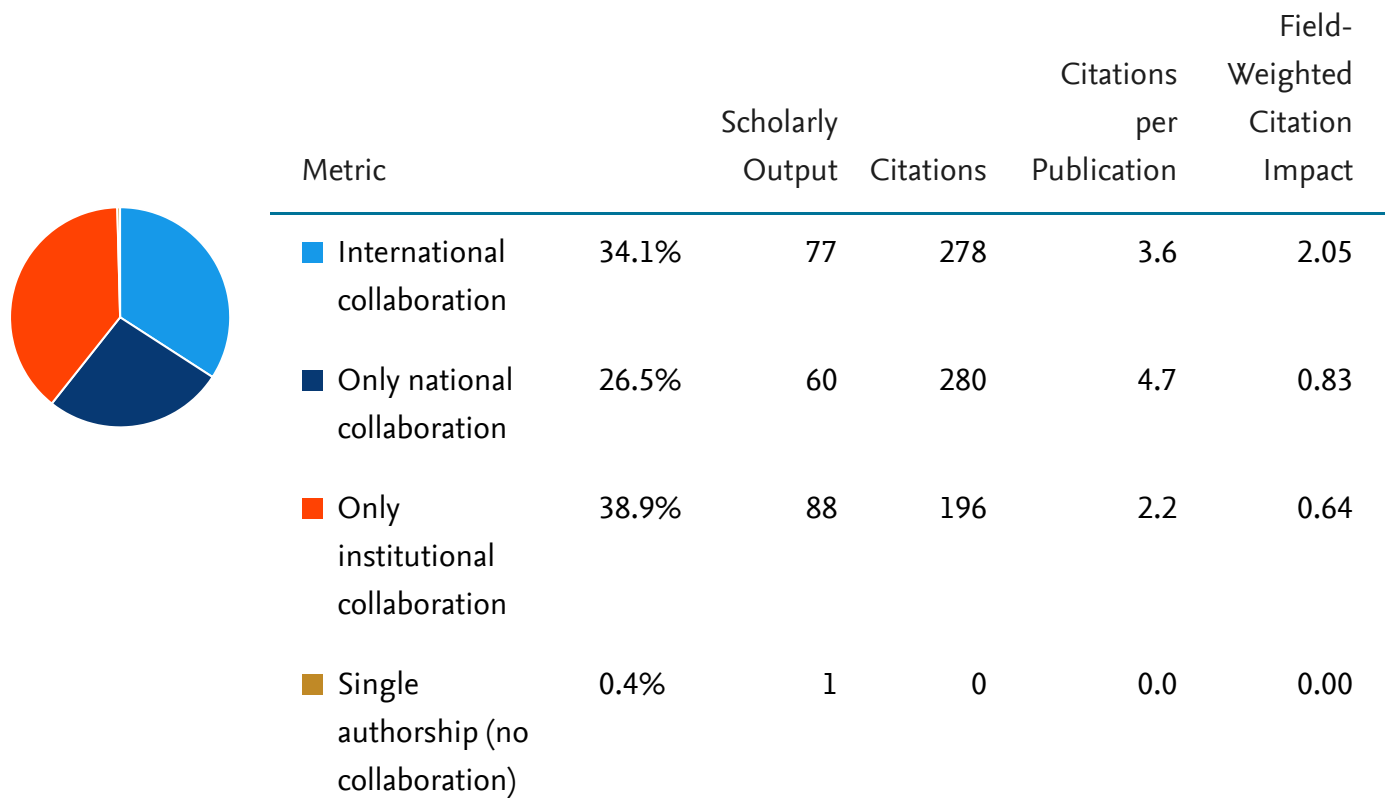 Field-
Citations Weighted
Scholarly per Citation
Metric Output Citations Publication Impact
International 34.1% 77 278 3.6 2.05
collaboration
Only national 26.5% 60 280 4.7 0.83
collaboration
Only 38.9% 88 196 2.2 0.64
institutional
collaboration
Single 0.4% 1 0 0.0 0.00
authorship (no
collaboration)